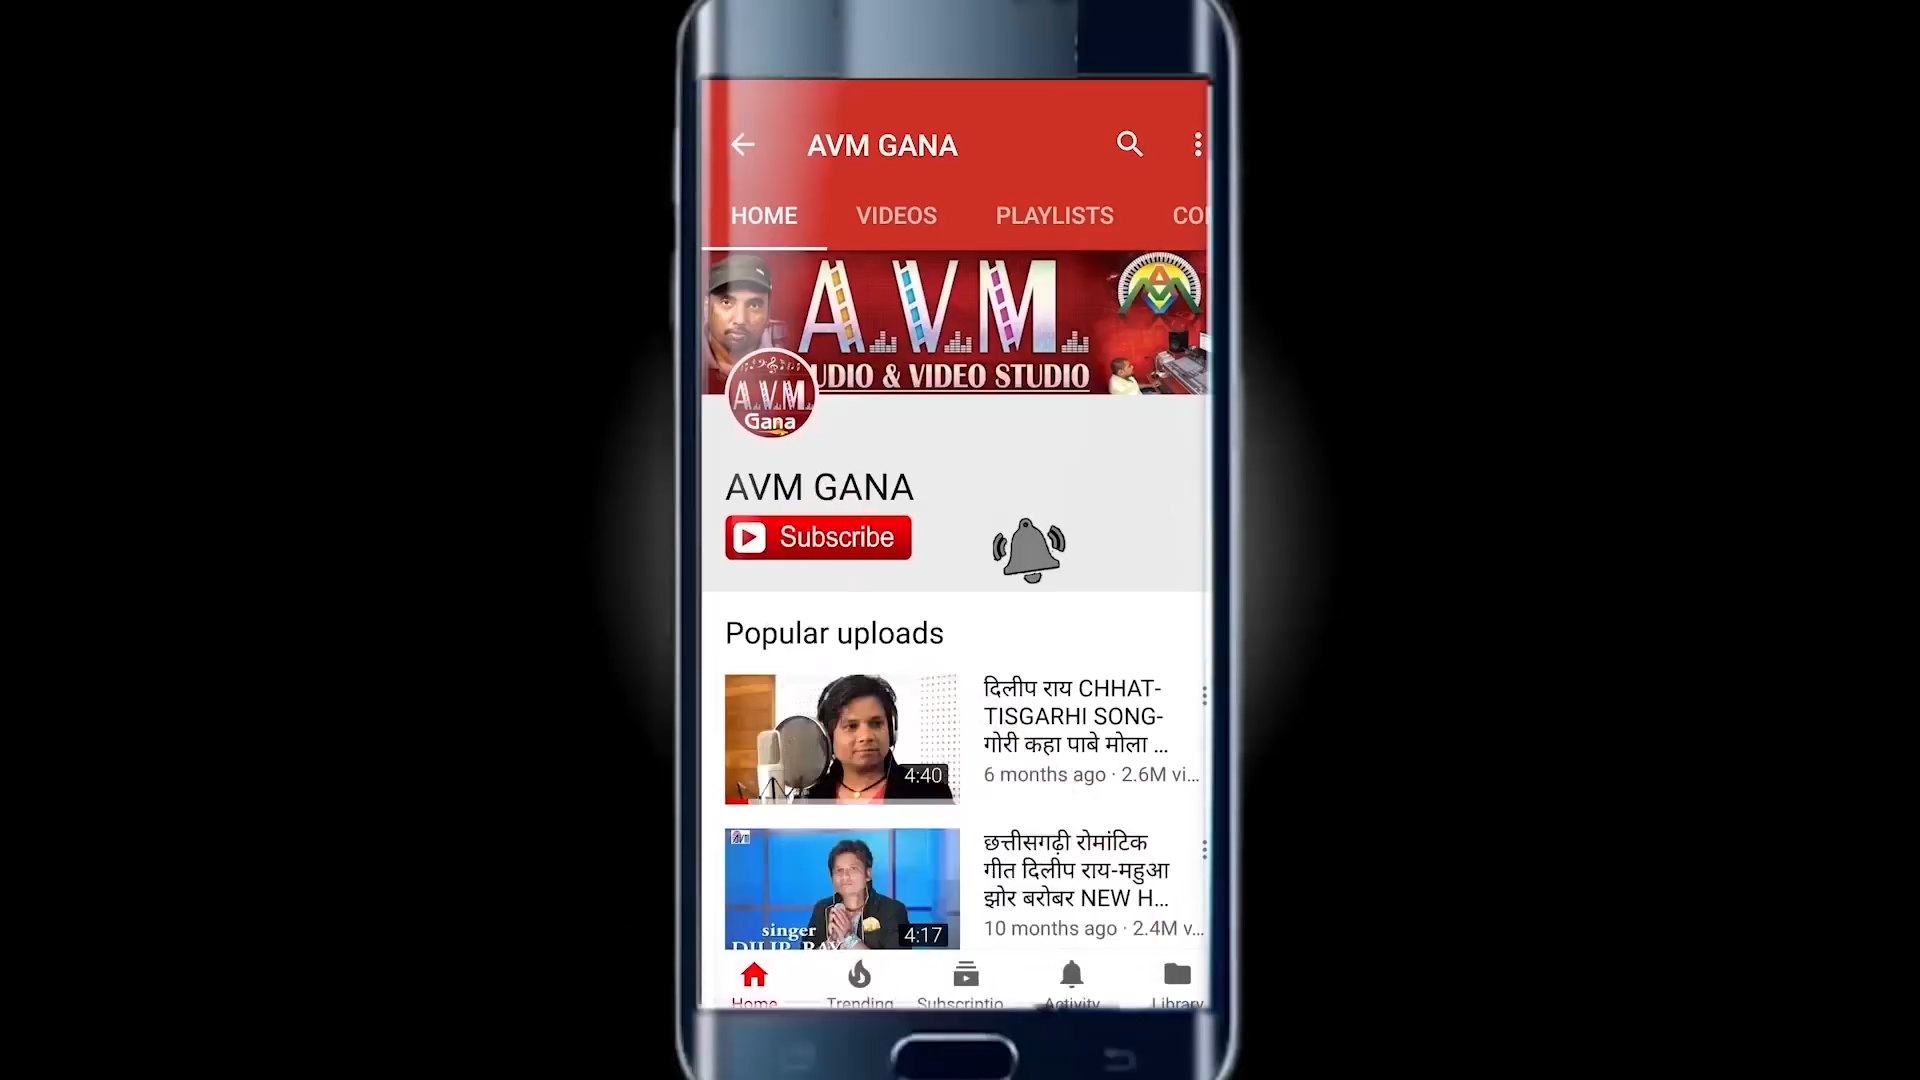 AVM GANA
HOME VIDEOS PLAYLISTS
A.V.M.
UDIO & VIDEO STUDIO
A.V.M.
Gana
AVM GANA
Subscribe
Popular uploads
दिलीप राय CHHAT-
TISGARHI SONG-
गोरी कहा पाबे मोला ...
6 months ago · 2.6M vi...
4:40
छत्तीसगढ़ी रोमांटिक
गीत दिलीप राय-महुआ
झोर बरोबर NEW H...
10 months ago · 2.4M v...
singer
DILIP RAY
4:17
Home Trending Subscriptio Activity Library